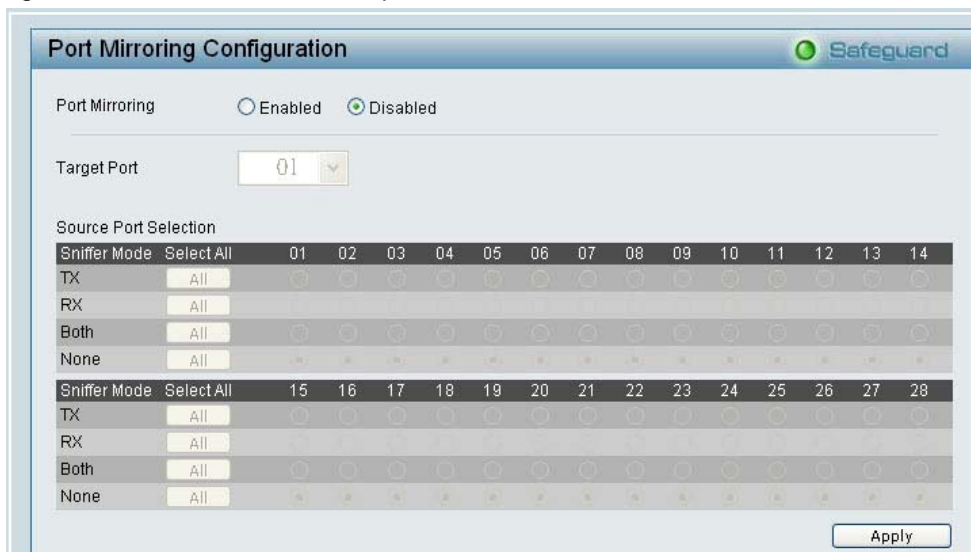 Port Mirroring Configuration Safeguard
Port Mirroring Enabled Disabled
Target Port 01
Source Port Selection
Sniffer Mode Select All 01 02 03 04 05 06 07 08 09 10 11 12 13 14
TX All
RX All
Both All
None All
Sniffer Mode Select All 15 16 17 18 19 20 21 22 23 24 25 26 27 28
TX All
RX All
Both All
None All
Apply